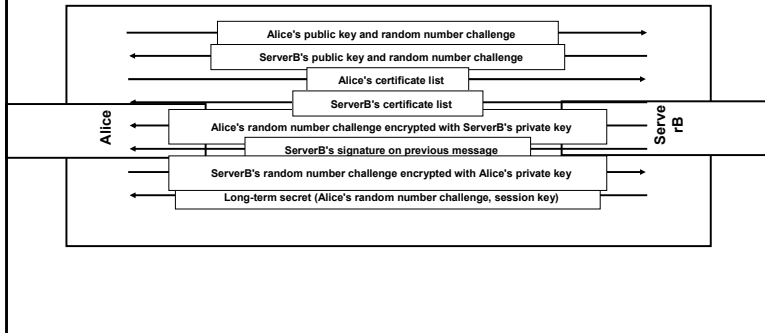 Alice's public key and random number challenge
ServerB's public key and random number challenge
Alice's certificate list
ServerB's certificate list
Alice
Serve
rB
Alice's random number challenge encrypted with ServerB's private key
ServerB's signature on previous message
ServerB's random number challenge encrypted with Alice's private key
Long-term secret (Alice's random number challenge, session key)